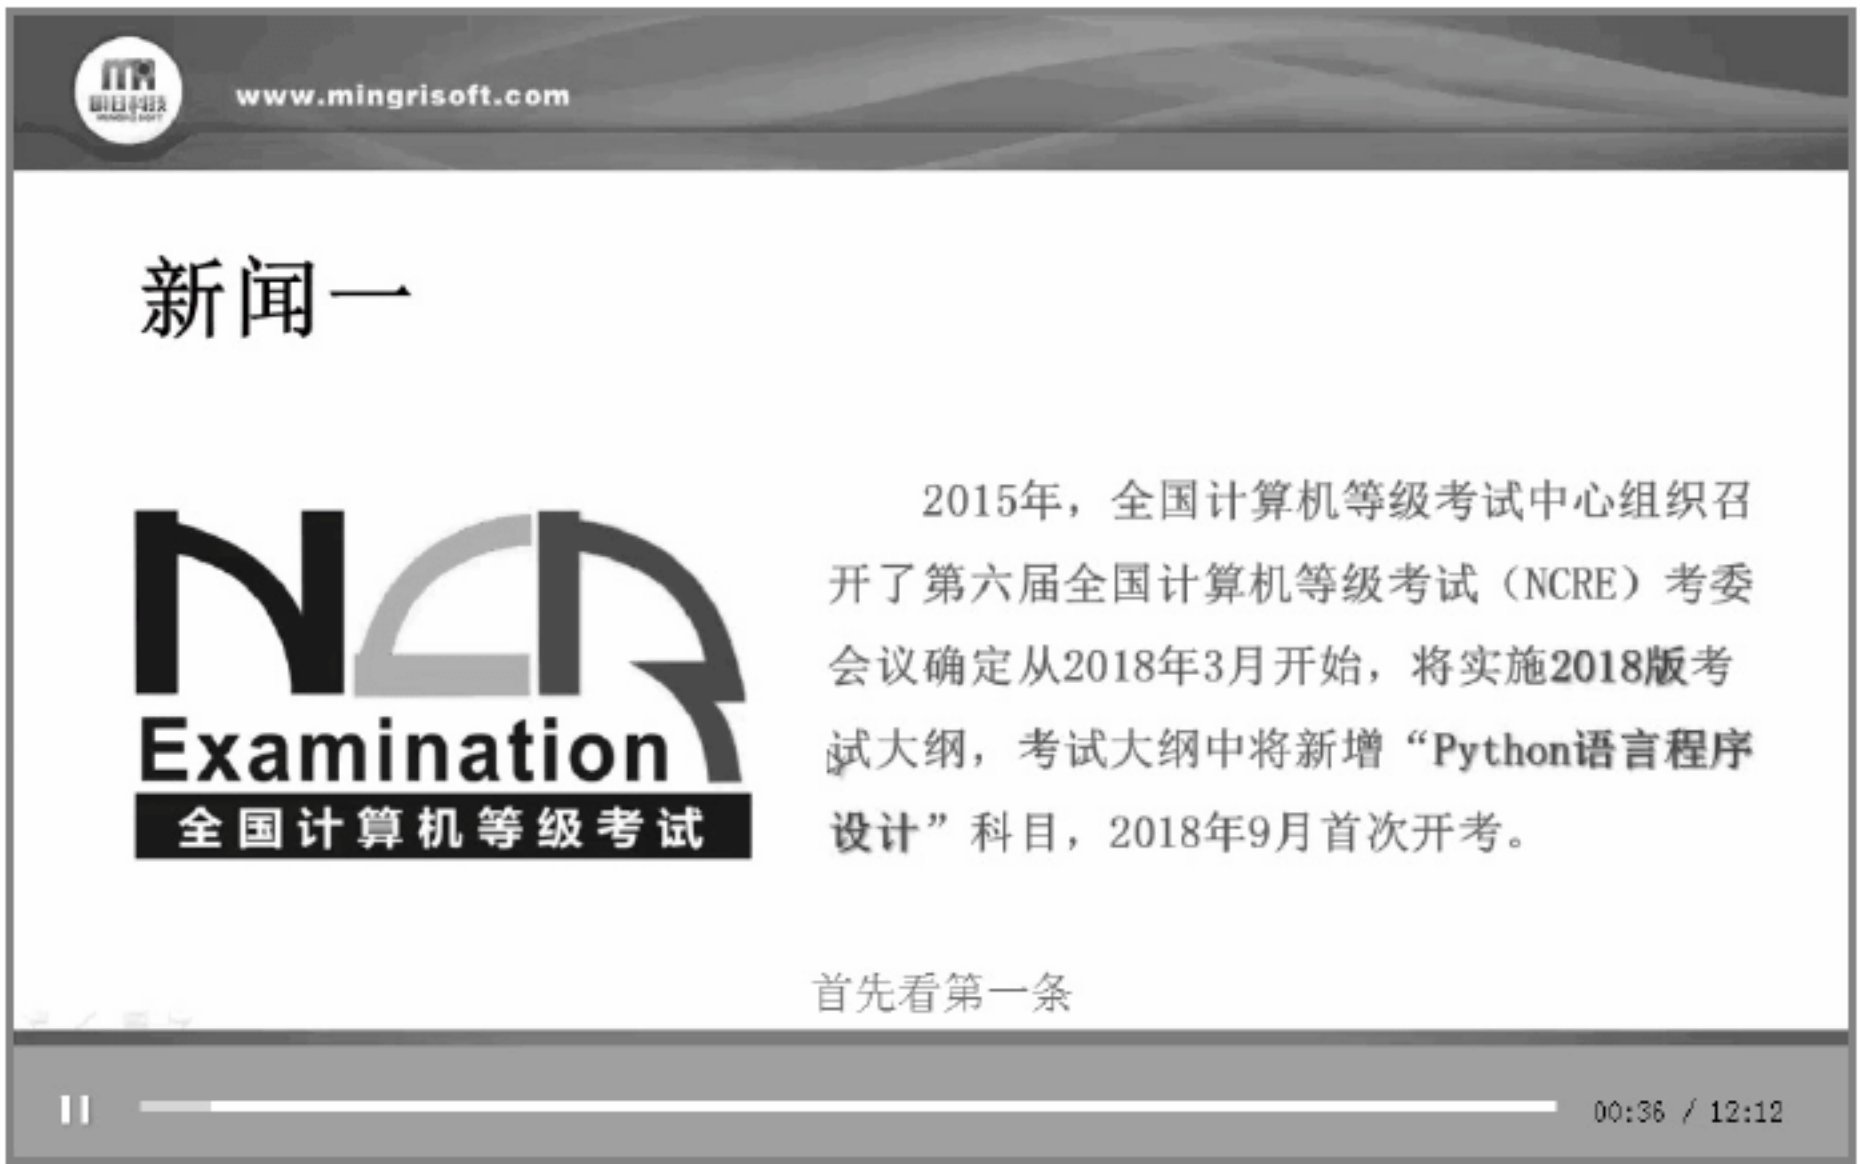 明日科技
MINGRI SOFT
www.mingrisoft.com
新闻一
NCR
Examination
全国计算机等级考试
2015年，全国计算机等级考试中心组织召
开了第六届全国计算机等级考试（NCRE）考委
会议确定从2018年3月开始，将实施2018版考
试大纲，考试大纲中将新增“Python语言程序
设计”科目，2018年9月首次开考。
首先看第一条
00:36 / 12:12